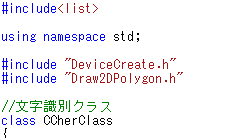 #include<list>
using namespace std;
#include "DeviceCreate.h"
#include "Draw2DPolygon.h"
//文字識別クラス
class CCherClass
{